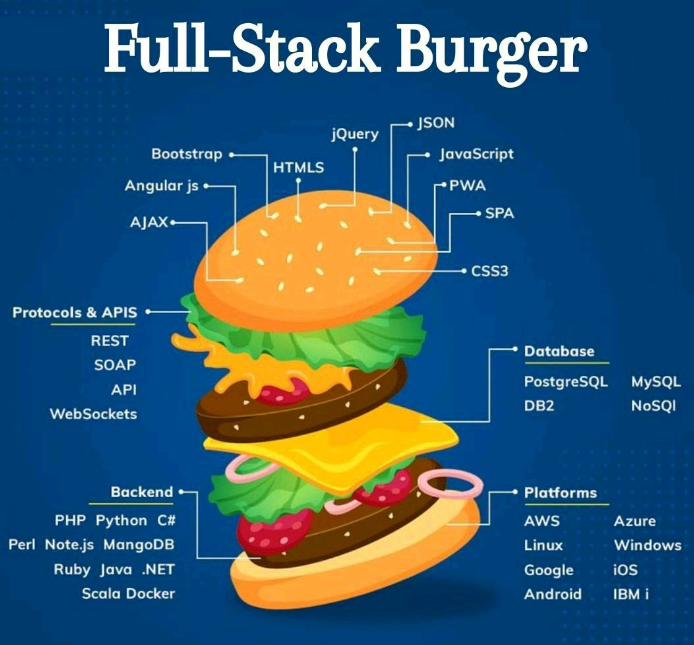 Full-Stack Burger
JSON
jQuery
Bootstrap
JavaScript
HTMLS
Angular js
PWA
AJAX
SPA
CSS3
Protocols & APIS
REST
SOAP
API
WebSockets
Database
PostgreSQL MySQL
DB2 NoSQl
Backend
PHP Python C#
Perl Note.js MangoDB
Ruby Java .NET
Scala Docker
Platforms
AWS Azure
Linux Windows
Google iOS
Android IBM i